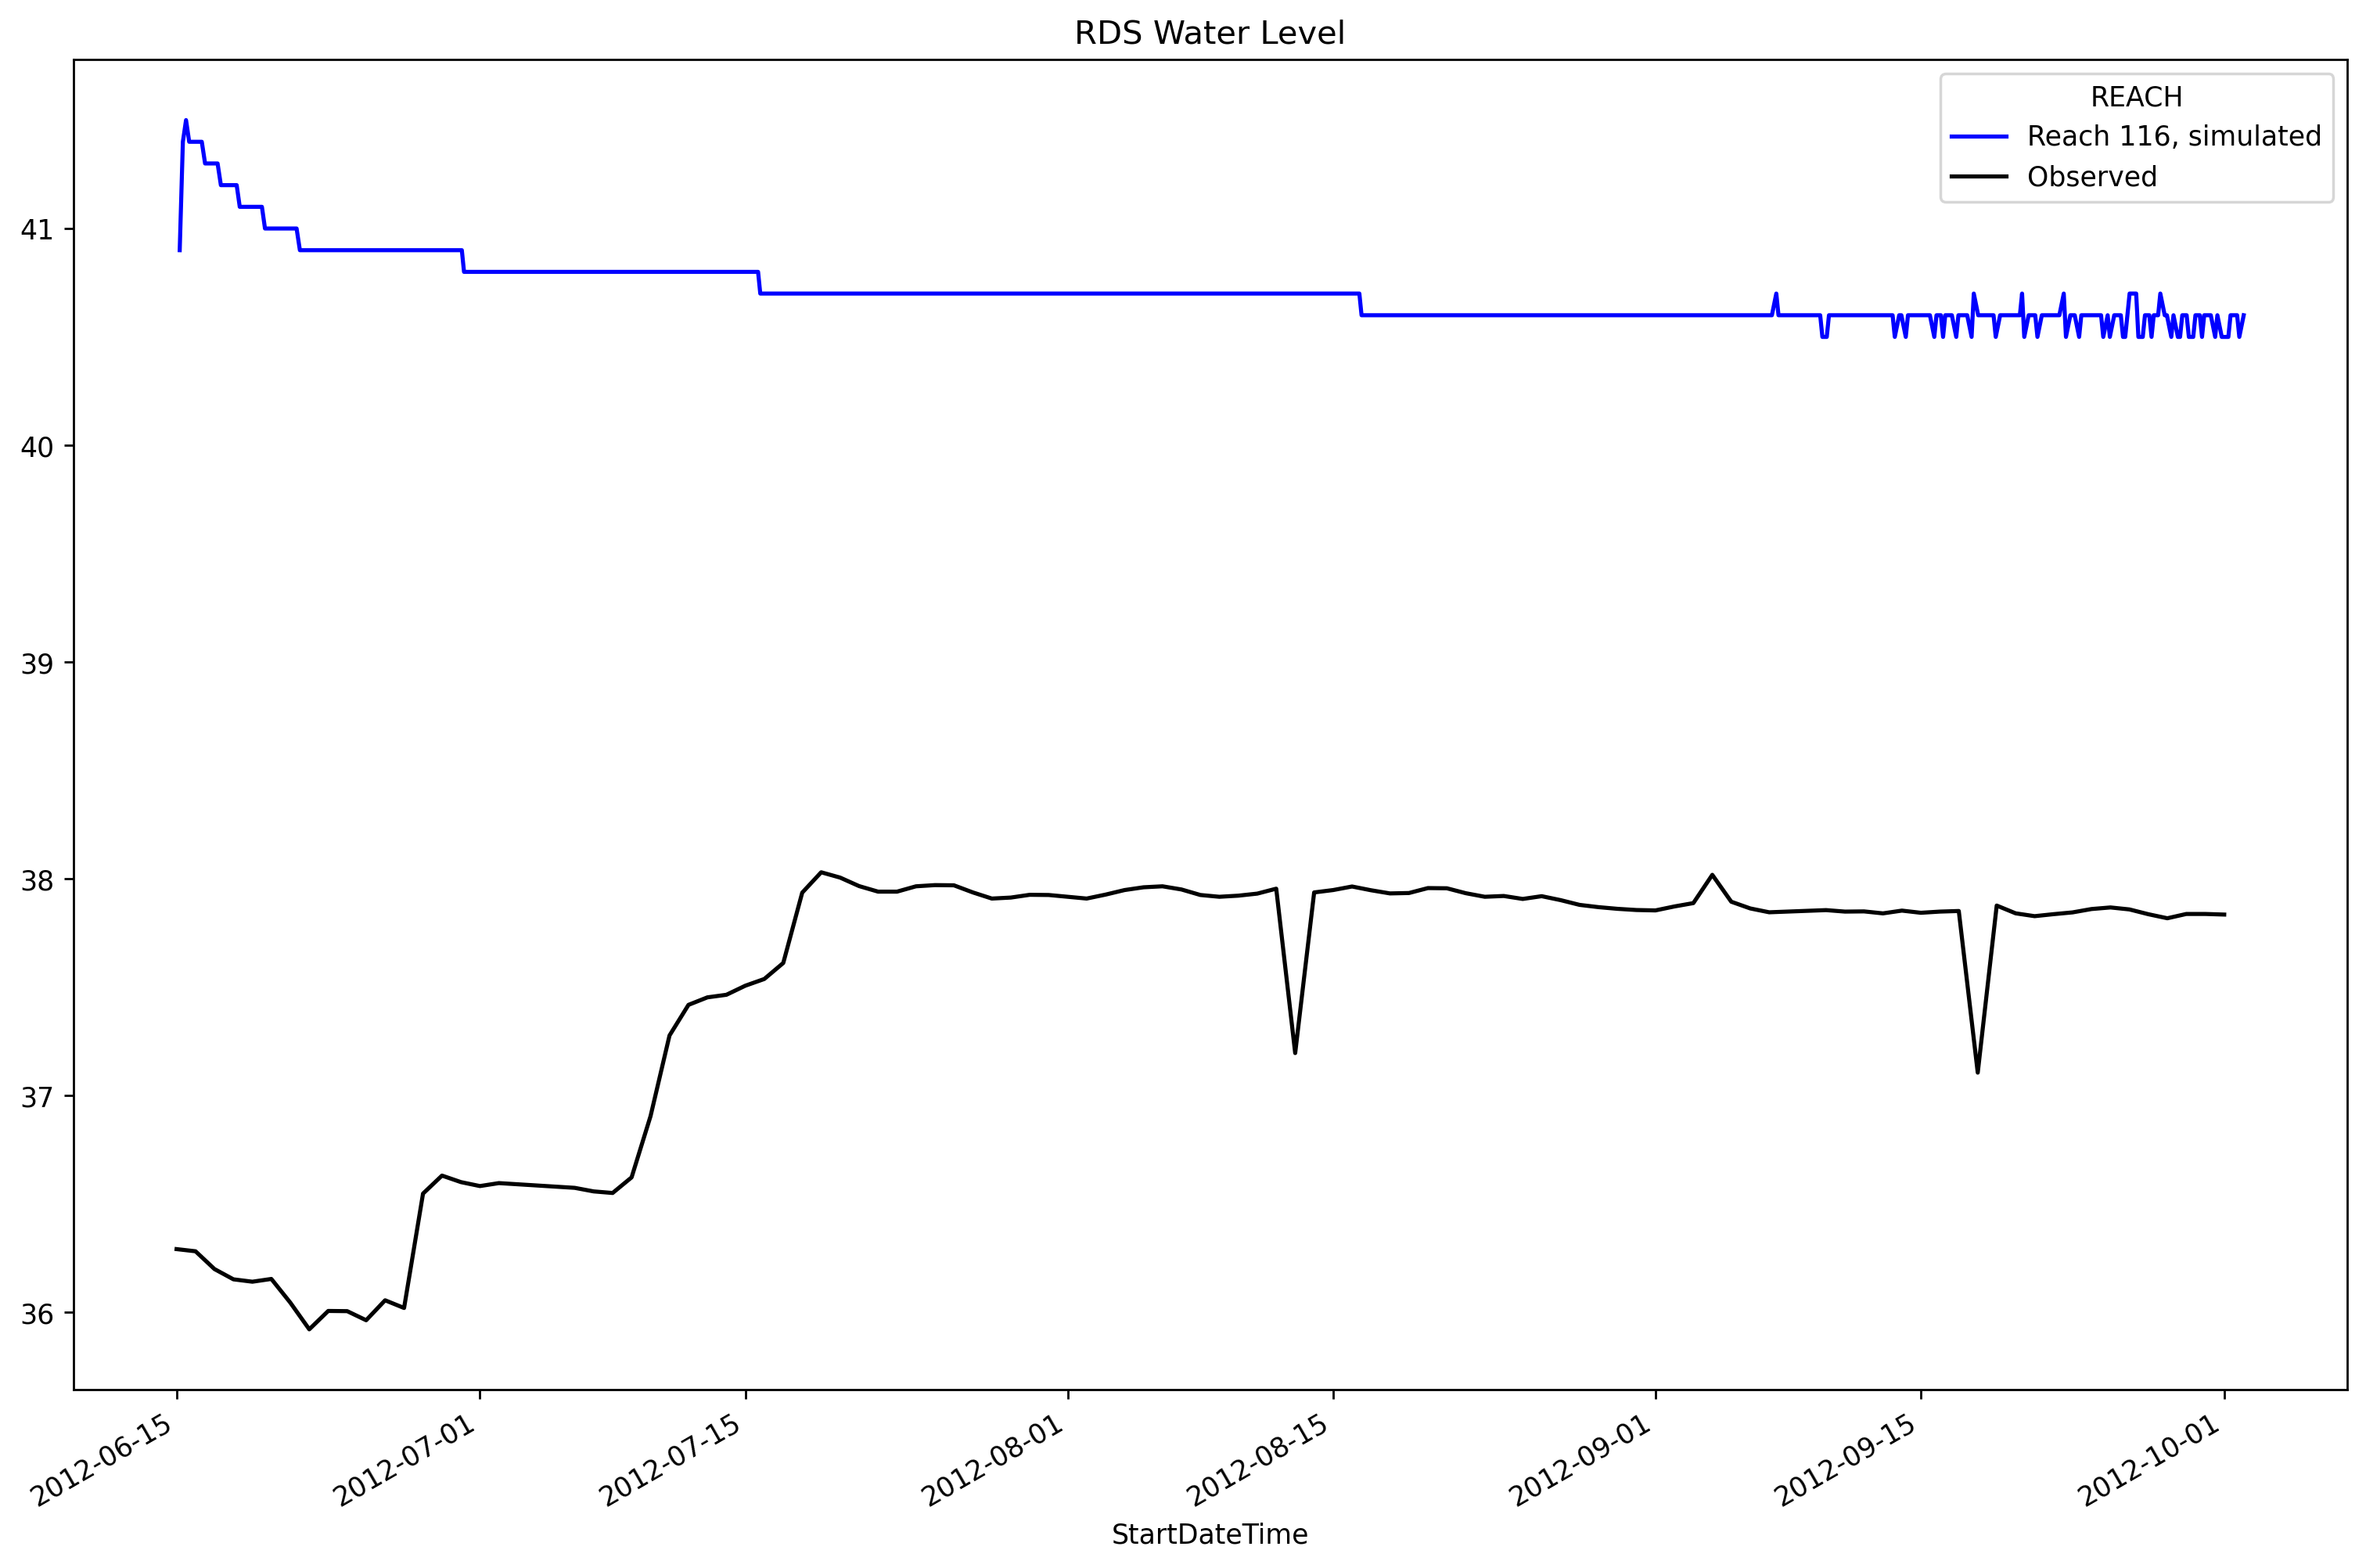 RDS Water Level
REACH
Reach 116, simulated
Observed
41
40
39
38
37
36
2012-06-15
2012-07-01
2012-07-15
2012-08-01
2012-08-15
2012-09-01
2012-09-15
2012-10-01
StartDateTime